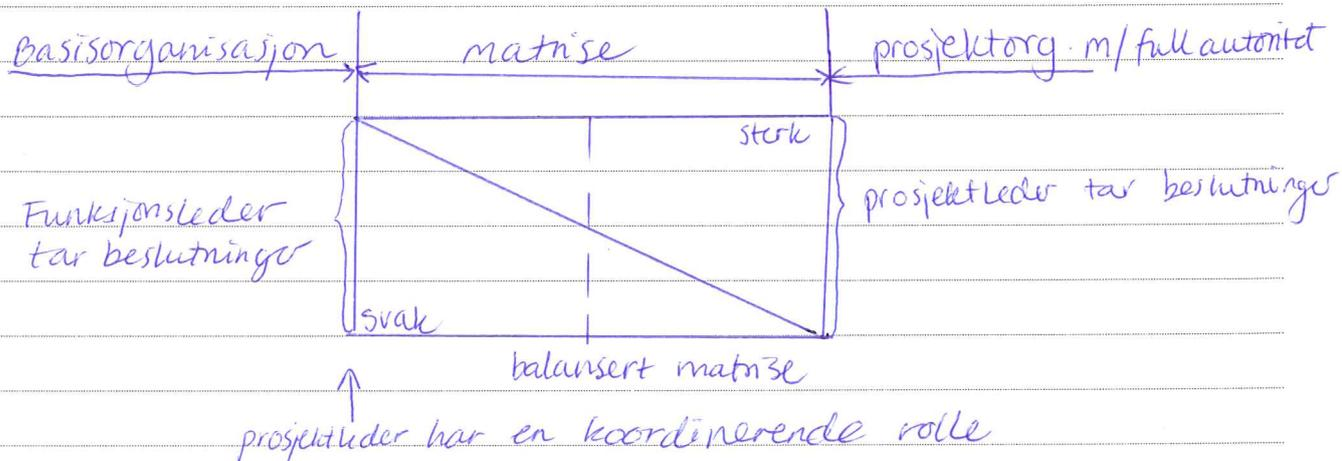 Basisorganisasjon
matrise
prosjektorg. m/ full autoritet
sterk
Funksjonsleder
tar beslutninger
prosjektleder tar beslutninger
svak
balansert matrise
prosjektleder har en koordinerende rolle